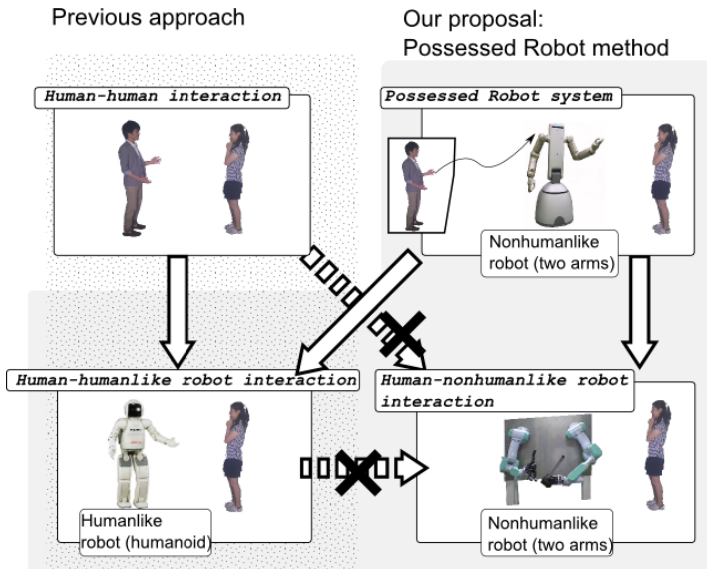 Previous approach
Our proposal:
Possessed Robot method
Human-human interaction
Possessed Robot system
Nonhumanlike
robot (two arms)
Human-humanlike robot interaction
Human-nonhumanlike robot
interaction
Humanlike
robot (humanoid)
Nonhumanlike
robot (two arms)